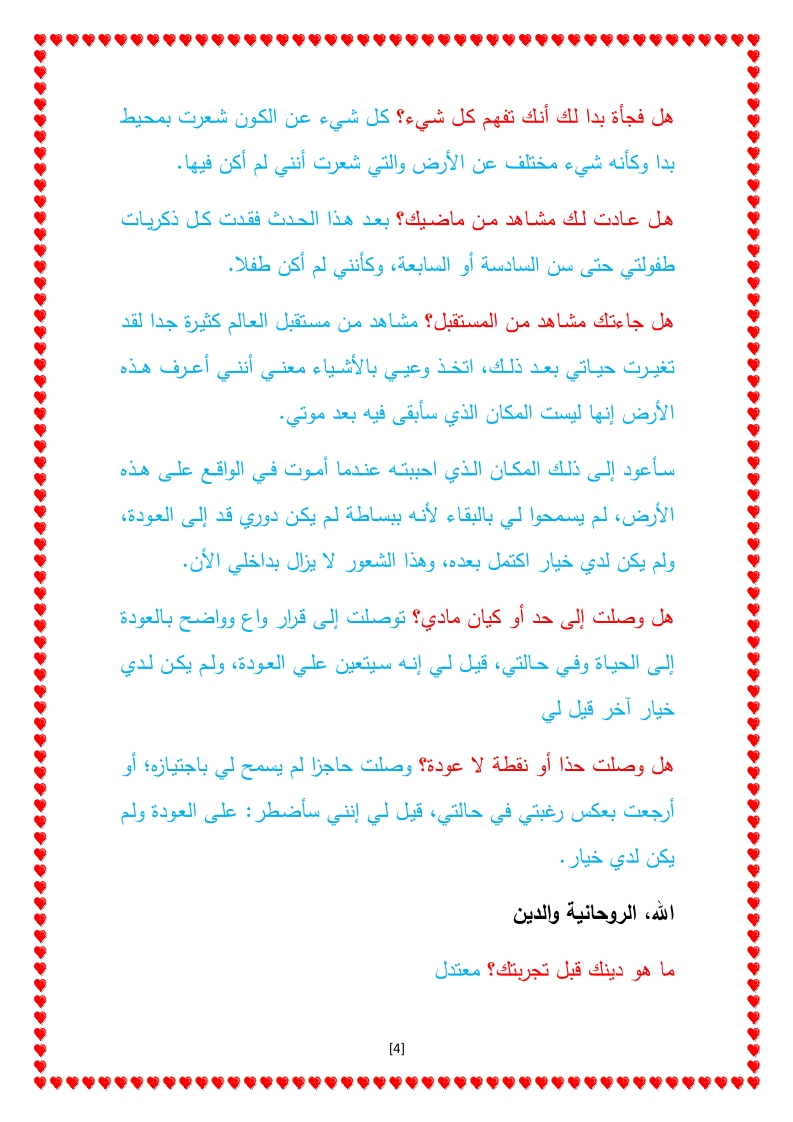 هل فجأة بدا لك أنك تفهم كل شيء؟ كل شيء عن الكون شعرت بمحيط
بدا وكأنه شيء مختلف عن الأرض والتي شعرت أنني لم أكن فيها.
هل عادت لك مشاهد من ماضيك؟ بعد هذا الحدث فقدت كل ذكريات
طفولتي حتى سن السادسة أو السابعة، وكأنني لم أكن طفلا.
هل جاءتك مشاهد من المستقبل؟ مشاهد من مستقبل العالم كثيرة جدا لقد
تغيرت حياتي بعد ذلك، اتخذ وعيي بالأشياء معني أنني أعرف هذه
الأرض إنها ليست المكان الذي سأبقى فيه بعد موتي.
سأعود إلى ذلك المكان الذي احببته عندما أموت في الواقع على هذه
الأرض، لم يسمحوا لي بالبقاء لأنه ببساطة لم يكن دوري قد إلى العودة،
ولم يكن لدي خيار اكتمل بعده، وهذا الشعور لا يزال بداخلي الأن.
هل وصلت إلى حد أو كيان مادي؟ توصلت إلى قرار واع وواضح بالعودة
إلى الحياة وفي حالتي، قيل لي إنه سيتعين علي العودة، ولم يكن لدي
خيار آخر قيل لي
هل وصلت حذا أو نقطة لا عودة؟ وصلت حاجزا لم يسمح لي باجتيازه؛ أو
أرجعت بعكس رغبتي في حالتي، قيل لي إنني سأضطر: على العودة ولم
يكن لدي خيار.
الله، الروحانية والدين
ما هو دينك قبل تجربتك؟ معتدل
[4]